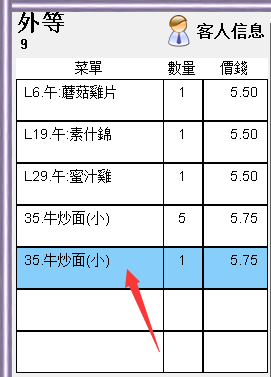 外等
9
客人信息
菜單 數量 價錢
L6.午:蘑菇雞片 1 5.50
L19.午:素什錦 1 5.50
L29.午:蜜汁雞 1 5.50
35.牛炒面(小) 5 5.75
35.牛炒面(小) 1 5.75